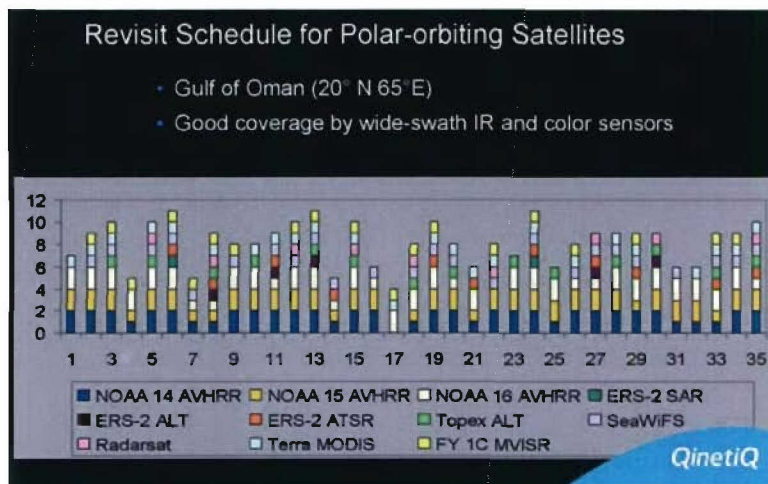 Revisit Schedule for Polar-orbiting Satellites
• Gulf of Oman (20° N 65°E)
• Good coverage by wide-swath IR and color sensors
12
10
8
6
4
2
0
1 3 5 7 9 11 13 15 17 19 21 23 25 27 29 31 33 35
NOAA 14 AVHRR NOAA 15 AVHRR NOAA 16 AVHRR ERS-2 SAR
ERS-2 ALT ERS-2 ATSR Topex ALT SeaWiFS
Radarsat Terra MODIS FY 1C MVISR
QinetiQ